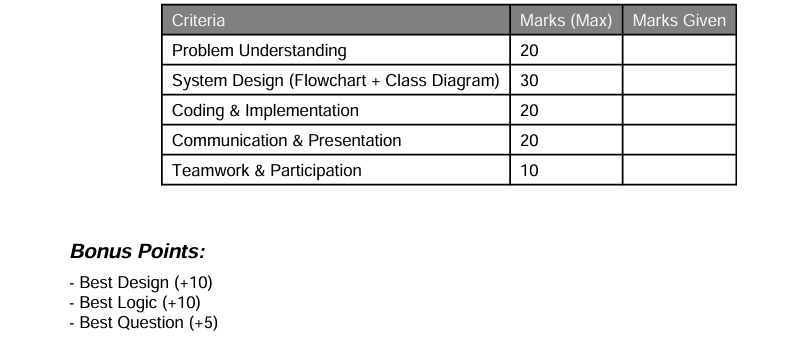 Criteria Marks (Max) Marks Given
Problem Understanding 20
System Design (Flowchart + Class Diagram) 30
Coding & Implementation 20
Communication & Presentation 20
Teamwork & Participation 10
Bonus Points:
- Best Design (+10)
- Best Logic (+10)
- Best Question (+5)